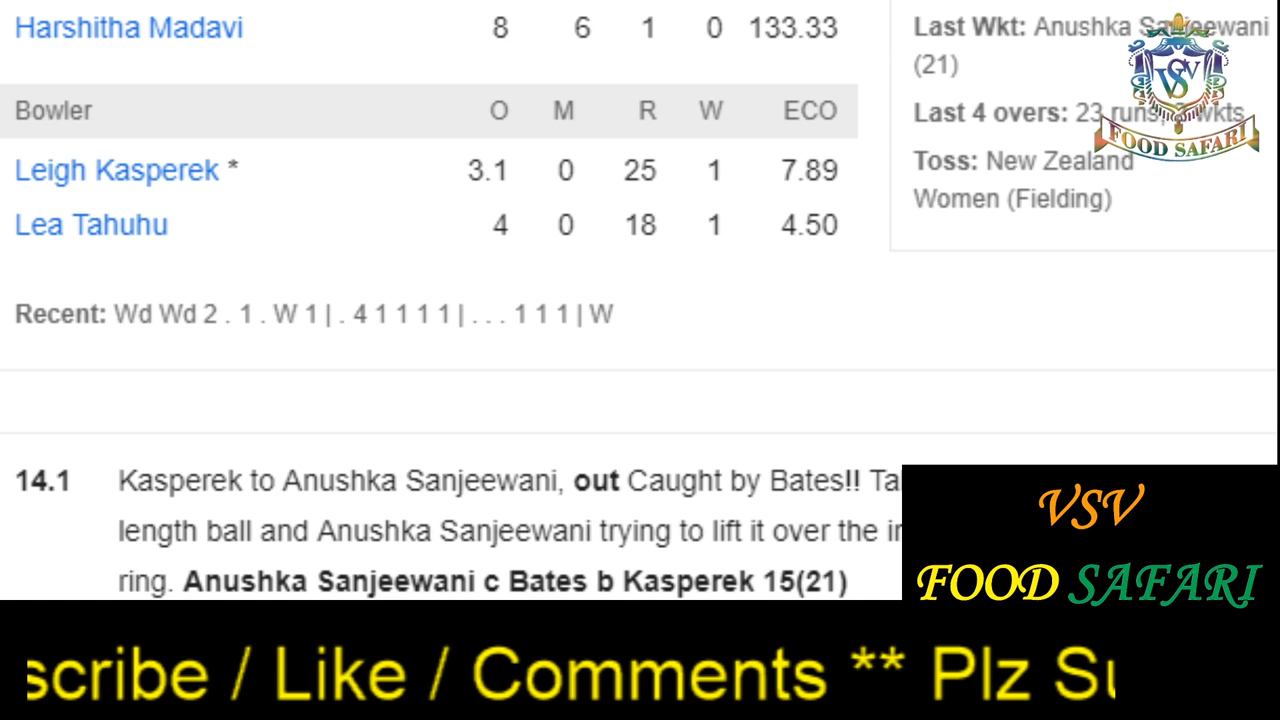 Harshitha Madavi 8 6 1 0 133.33
Bowler O M R W ECO
Leigh Kasperek * 3.1 0 25 1 7.89
Lea Tahuhu 4 0 18 1 4.50
Recent: Wd Wd 2 . 1 . W 1 | . 4 1 1 1 1 | . . . 1 1 1 | W
Last Wkt: Anushka Sanjeewani
(21)
Last 4 overs: 23 runs, wkts
Toss: New Zealand
Women (Fielding)
VSV
FOOD SAFARI
14.1 Kasperek to Anushka Sanjeewani, out Caught by Bates!! Ta
length ball and Anushka Sanjeewani trying to lift it over the
ring. Anushka Sanjeewani c Bates b Kasperek 15(21)
VSV
FOOD SAFARI
scribe / Like / Comments ** Plz Su